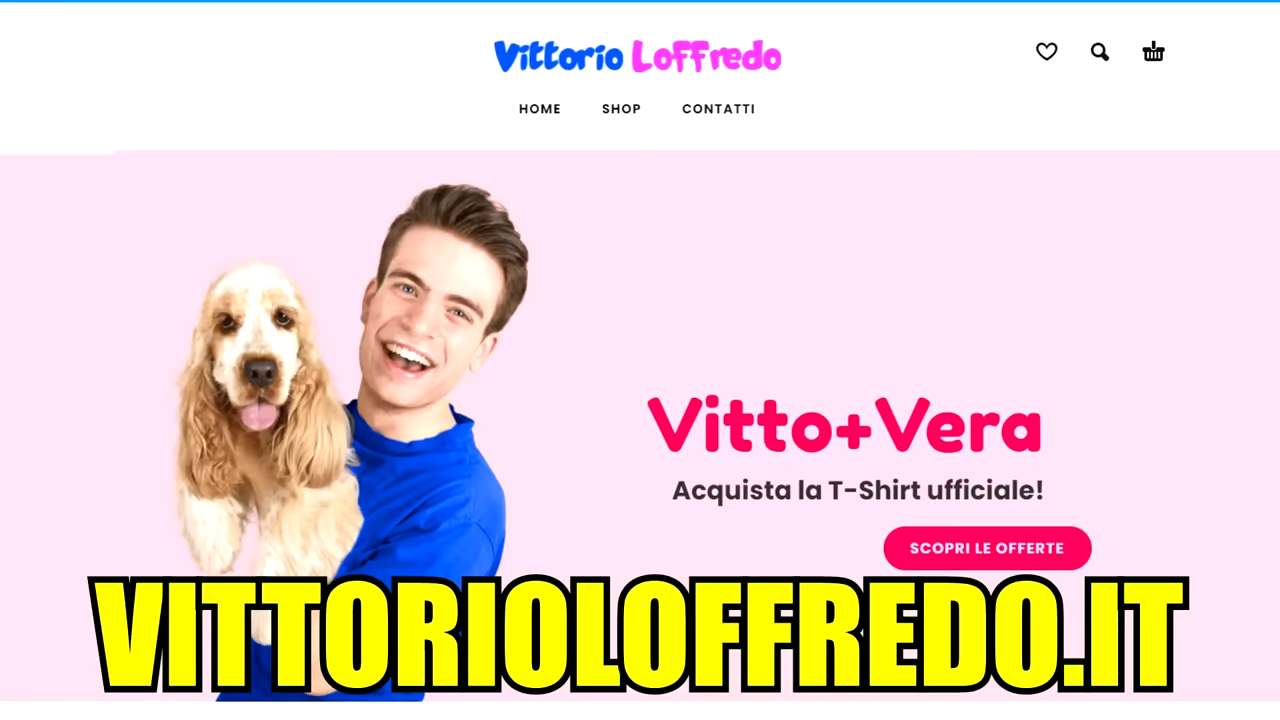 Vittorio Loffredo
HOME SHOP CONTATTI
Vitto+Vera
Acquista la T-Shirt ufficiale!
SCOPRI LE OFFERTE
VITTORIOLOFFREDO.IT